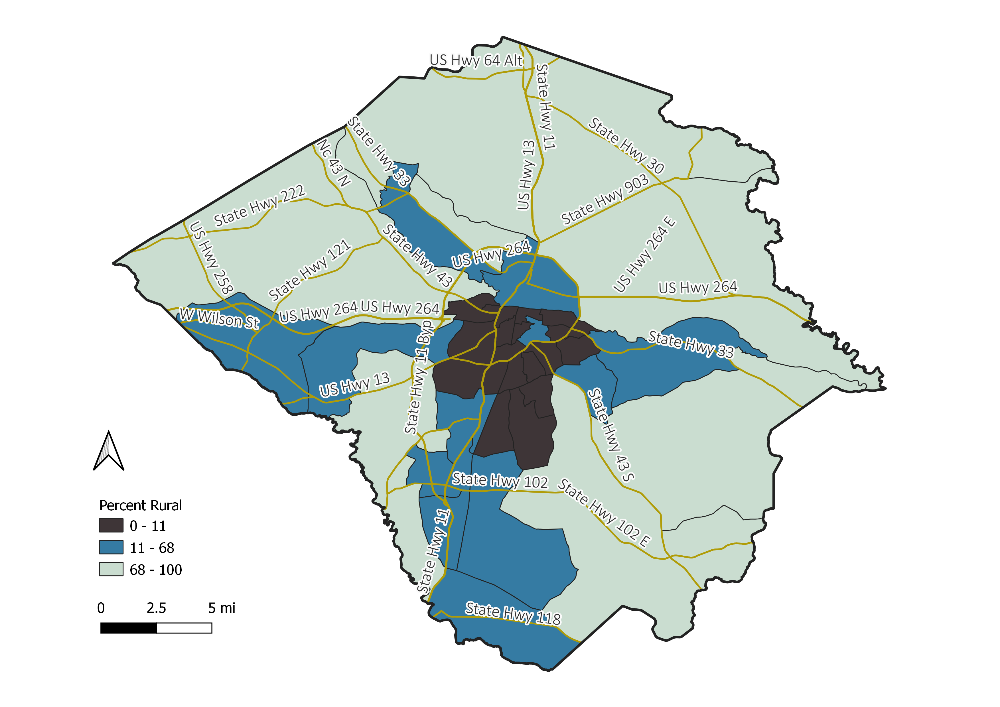 US Hwy 64 Alt
State Hwy 11
State Hwy 33
Nc 43 N
State Hwy 30
US Hwy 13
State Hwy 903
State Hwy 222
US Hwy 258
State Hwy 121
State Hwy 43
US Hwy 264
US Hwy 264 E
US Hwy 264
W Wilson St
US Hwy 264
US Hwy 264
State Hwy 33
State Hwy 11 Byp
US Hwy 13
State Hwy 43 S
State Hwy 102
State Hwy 102 E
State Hwy 11
State Hwy 118
Percent Rural
0 - 11
11 - 68
68 - 100
0 2.5 5 mi